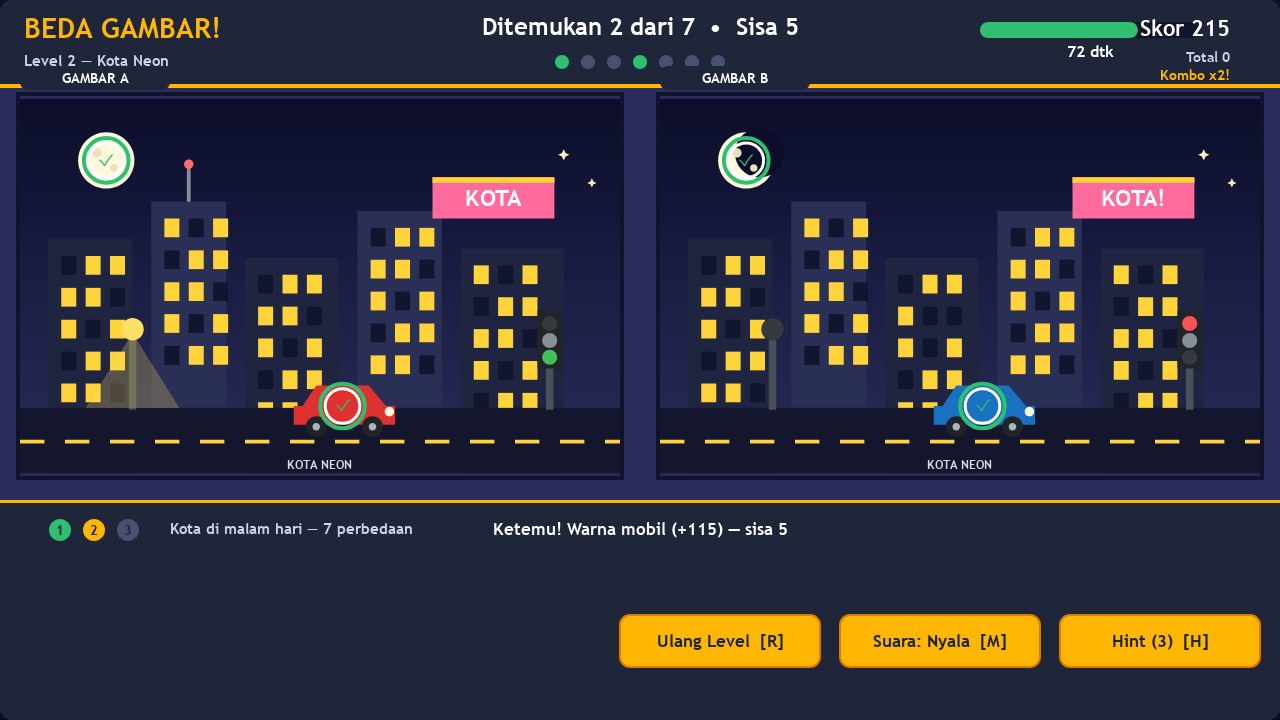 BEDA GAMBAR!
Ditemukan 2 dari 7 • Sisa 5
Skor 215
Level 2 — Kota Neon
72 dtk
Total 0
Kombo x2!
GAMBAR A
GAMBAR B
KOTA
KOTA!
KOTA NEON
KOTA NEON
1 2 3
Kota di malam hari — 7 perbedaan
Ketemu! Warna mobil (+115) — sisa 5
Ulang Level [R]
Suara: Nyala [M]
Hint (3) [H]